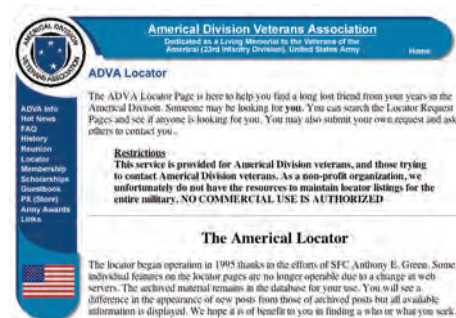 AMERICAL DIVISION
VETERANS ASSOCIATION
Americal Division Veterans Association
Dedicated as a Living Memorial to the Veterans of the
Americal (23rd Infantry Division), United States Army
Home
ADVA Info
Hot News
FAQ
History
Reunion
Locator
Membership
Scholarships
Guestbook
PX (Store)
Army Awards
Links
ADVA Locator
The ADVA Locator Page is here to help you find a long lost friend from your years in the
Americal Divison. Someone may be looking for you. You can search the Locator Request
Pages and see if anyone is looking for you. You may also submit your own request and ask
others to contact you..
Restrictions
This service is provided for Americal Division veterans, and those trying
to contact Americal Division veterans. As a non-profit organization, we
unfortunately do not have the resources to maintain locator listings for the
entire military. NO COMMERCIAL USE IS AUTHORIZED
The Americal Locator
The locator began operation in 1995 thanks to the efforts of SFC Anthony E. Green. Some
individual features on the locator pages are no longer operable due to a change in web
servers. The archived material remains in the database for your use. You will see a
difference in the appearance of new posts from those of archived posts but all available
information is displayed. We hope it is of benefit to you in finding a who or what you seek.